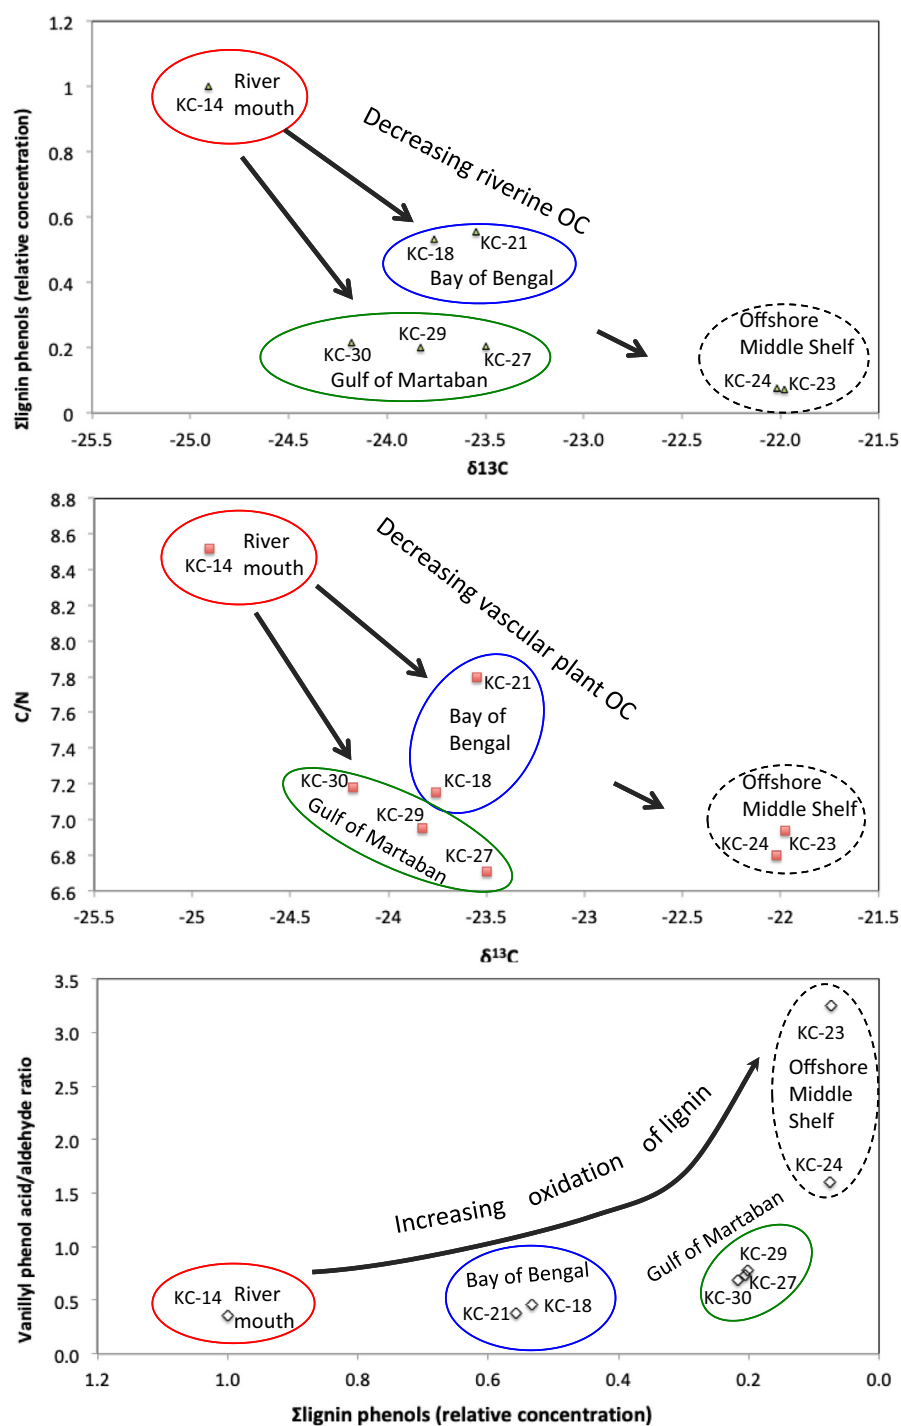 1.2
1
0.8
0.6
0.4
0.2
0
Σlignin phenols (relative concentration)
River
mouth
KC-14
Decreasing riverine OC
KC-18
KC-21
Bay of Bengal
KC-30
KC-29
KC-27
Gulf of Martaban
Offshore
Middle Shelf
KC-24
KC-23
-25.5 -25.0 -24.5 -24.0 -23.5 -23.0 -22.5 -22.0 -21.5
δ13C
8.8
8.6
8.4
8.2
8.0
7.8
7.6
7.4
7.2
7.0
6.8
6.6
C/N
River
mouth
KC-14
Decreasing vascular plant OC
KC-21
Bay of
Bengal
KC-18
KC-30
KC-29
KC-27
Gulf of Martaban
Offshore
Middle Shelf
KC-24
KC-23
-25.5 -25 -24.5 -24 -23.5 -23 -22.5 -22 -21.5
δ¹³C
3.5
3.0
2.5
2.0
1.5
1.0
0.5
0.0
Vanillyl phenol acid/aldehyde ratio
KC-14
River
mouth
Increasing oxidation of lignin
Bay of Bengal
KC-21
KC-18
Gulf of Martaban
KC-29
KC-27
KC-30
KC-23
Offshore
Middle
Shelf
KC-24
1.2 1.0 0.8 0.6 0.4 0.2 0.0
Σlignin phenols (relative concentration)